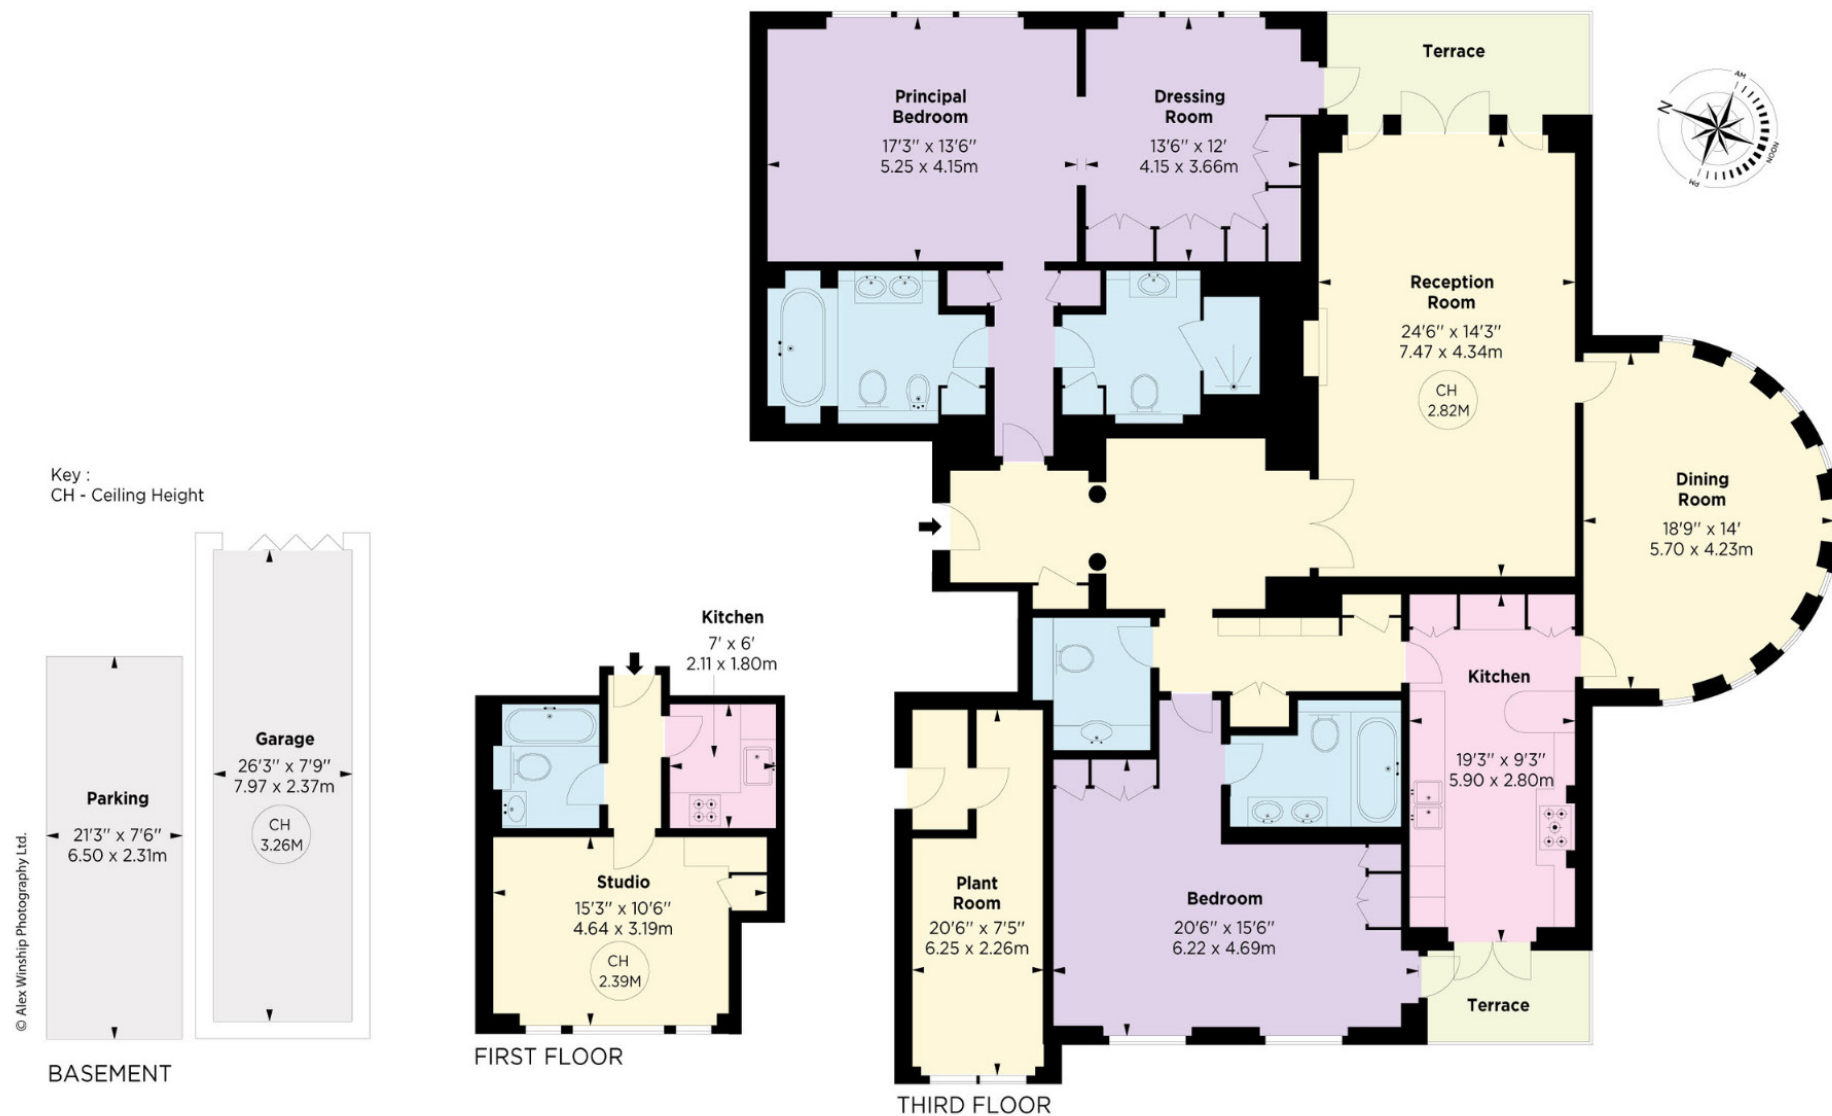 Terrace
AM
N
NOON
PM
Principal
Bedroom
17'3" x 13'6"
5.25 x 4.15m
Dressing
Room
13'6" x 12'
4.15 x 3.66m
Reception
Room
24'6" x 14'3"
7.47 x 4.34m
CH
2.82M
Dining
Room
18'9" x 14'
5.70 x 4.23m
Key :
CH - Ceiling Height
Kitchen
7' x 6'
2.11 x 1.80m
Kitchen
19'3" x 9'3"
5.90 x 2.80m
Garage
26'3" x 7'9"
7.97 x 2.37m
CH
3.26M
Parking
21'3" x 7'6"
6.50 x 2.31m
Studio
15'3" x 10'6"
4.64 x 3.19m
CH
2.39M
Plant
Room
20'6" x 7'5"
6.25 x 2.26m
Bedroom
20'6" x 15'6"
6.22 x 4.69m
Terrace
© Alex Winship Photography Ltd.
BASEMENT
FIRST FLOOR
THIRD FLOOR